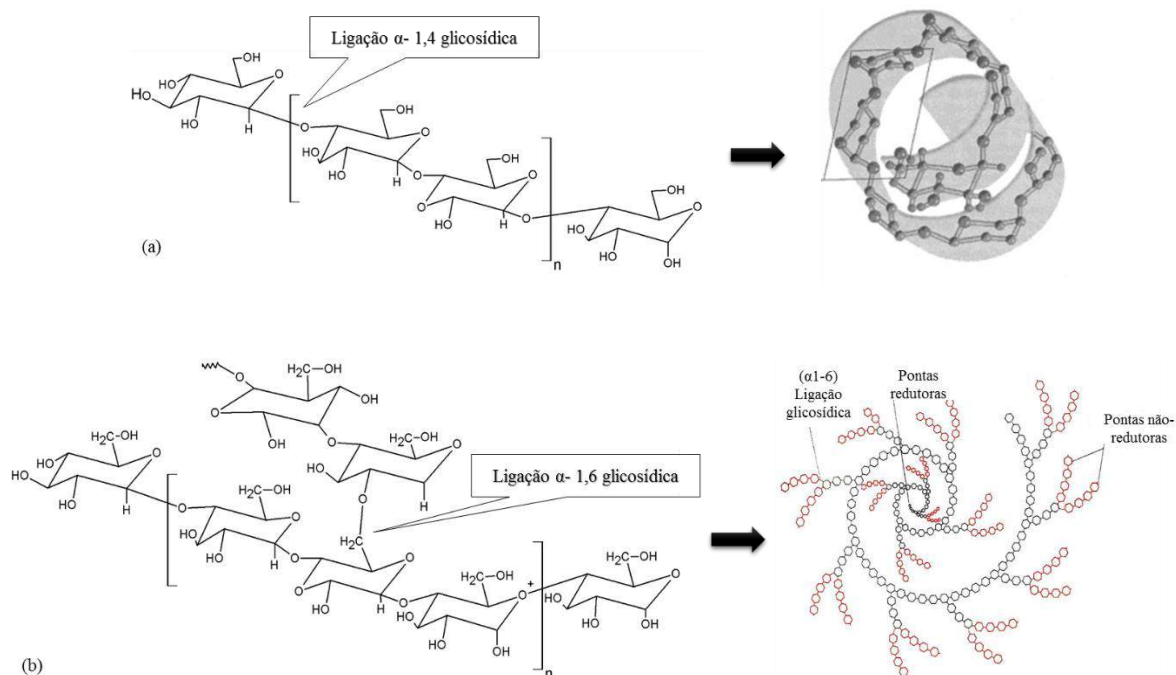 Ligação α- 1,4 glicosídica
OH
HO
O
HO
HO
H
O
OH
O
HO
HO
H
O
OH
O
O
HO
H
O
OH
O
HO
HO
OH
n
(a)
O
H₂C–OH
O
OH
OH
O
H₂C–OH
O
HO
H
O
Ligação α- 1,6 glicosídica
H₂C–OH
HO
O
HO
HO
H
O
H₂C–OH
O
HO
HO
H
O
H₂C
O
O
HO
H
O
H₂C–OH
O
+
HO
HO
OH
H₂C–OH
O
HO
HO
OH
n
(b)
(α1-6)
Ligação
glicosídica
Pontas
redutoras
Pontas não-
redutoras